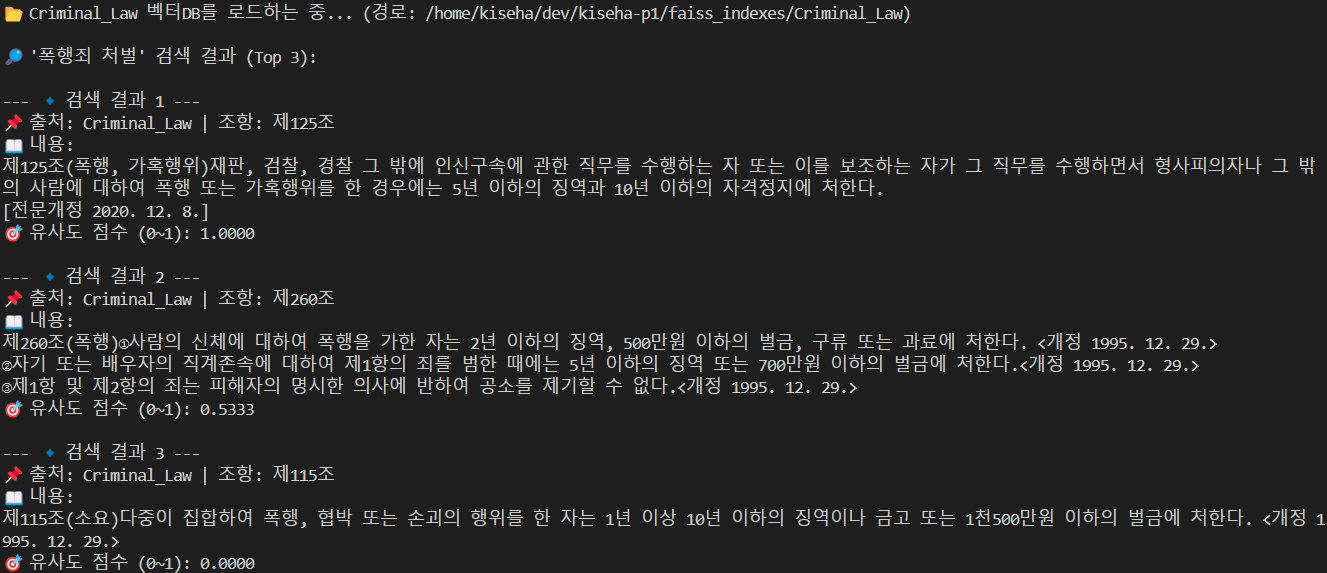 📂 Criminal_Law 벡터DB를 로드하는 중... (경로: /home/kiseha/dev/kiseha-p1/faiss_indexes/Criminal_Law)
🔎 '폭행죄 처벌' 검색 결과 (Top 3):
--- 🔹 검색 결과 1 ---
📌 출처: Criminal_Law | 조항: 제125조
📖 내용:
제125조(폭행, 가혹행위)재판, 검찰, 경찰 그 밖에 인신구속에 관한 직무를 수행하는 자 또는 이를 보조하는 자가 그 직무를 수행하면서 형사피의자나 그 밖
의 사람에 대하여 폭행 또는 가혹행위를 한 경우에는 5년 이하의 징역과 10년 이하의 자격정지에 처한다.
[전문개정 2020. 12. 8.]
🎯 유사도 점수 (0~1): 1.0000
--- 🔹 검색 결과 2 ---
📌 출처: Criminal_Law | 조항: 제260조
📖 내용:
제260조(폭행)①사람의 신체에 대하여 폭행을 가한 자는 2년 이하의 징역, 500만원 이하의 벌금, 구류 또는 과료에 처한다. <개정 1995. 12. 29.>
②자기 또는 배우자의 직계존속에 대하여 제1항의 죄를 범한 때에는 5년 이하의 징역 또는 700만원 이하의 벌금에 처한다.<개정 1995. 12. 29.>
③제1항 및 제2항의 죄는 피해자의 명시한 의사에 반하여 공소를 제기할 수 없다.<개정 1995. 12. 29.>
🎯 유사도 점수 (0~1): 0.5333
--- 🔹 검색 결과 3 ---
📌 출처: Criminal_Law | 조항: 제115조
📖 내용:
제115조(소요)다중이 집합하여 폭행, 협박 또는 손괴의 행위를 한 자는 1년 이상 10년 이하의 징역이나 금고 또는 1천500만원 이하의 벌금에 처한다. <개정 1
995. 12. 29.>
🎯 유사도 점수 (0~1): 0.0000